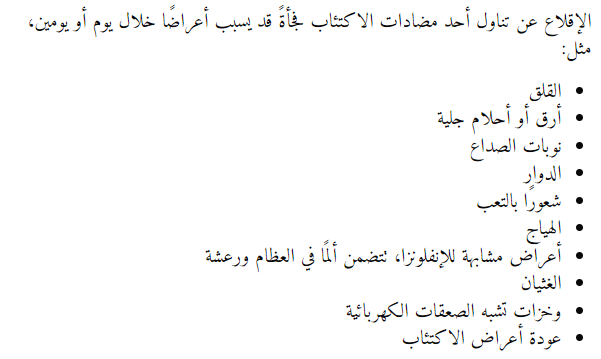 الإقلاع عن تناول أحد مضادات الاكتئاب فجأةً قد يسبب أعراضًا خلال يوم أو يومين،
مثل:
القلق
أرق أو أحلام جلية
نوبات الصداع
الدوار
شعورًا بالتعب
الهياج
أعراض مشابهة للإنفلونزا، تتضمن ألمًا في العظام ورعشة
الغثيان
وخزات تشبه الصعقات الكهربائية
عودة أعراض الاكتئاب